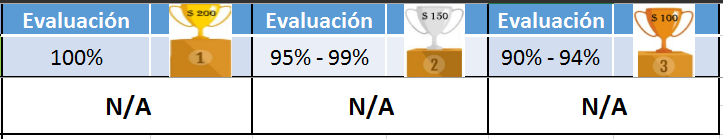 Evaluación $ 200 Evaluación $ 150 Evaluación $ 100
100% 1 95% - 99% 2 90% - 94% 3
N/A N/A N/A